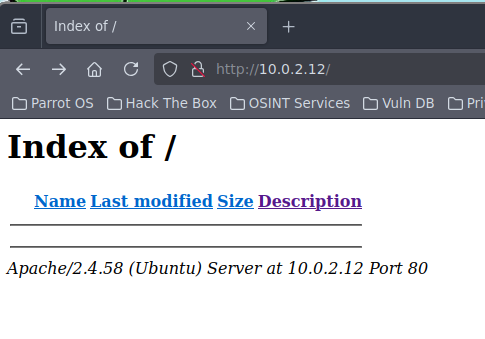 Index of /
http://10.0.2.12/
Parrot OS Hack The Box OSINT Services Vuln DB Pri
Index of /
Name Last modified Size Description
Apache/2.4.58 (Ubuntu) Server at 10.0.2.12 Port 80